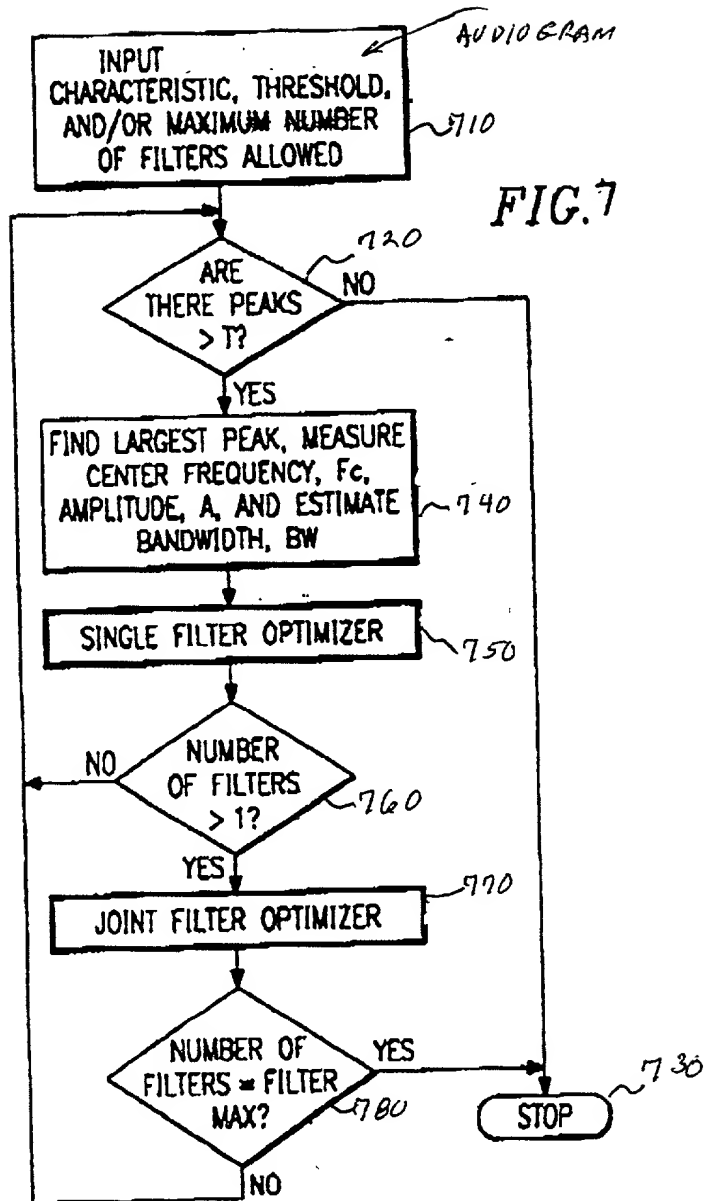 AUDIOGRAM
INPUT
CHARACTERISTIC, THRESHOLD,
AND/OR MAXIMUM NUMBER
OF FILTERS ALLOWED
710
FIG.7
720
ARE
THERE PEAKS
> T?
NO
YES
FIND LARGEST PEAK, MEASURE
CENTER FREQUENCY, Fc,
AMPLITUDE, A, AND ESTIMATE
BANDWIDTH, BW
740
SINGLE FILTER OPTIMIZER
750
NO
NUMBER
OF FILTERS
> 1?
760
YES
770
JOINT FILTER OPTIMIZER
NUMBER OF
FILTERS = FILTER
MAX?
YES
780
730
STOP
NO